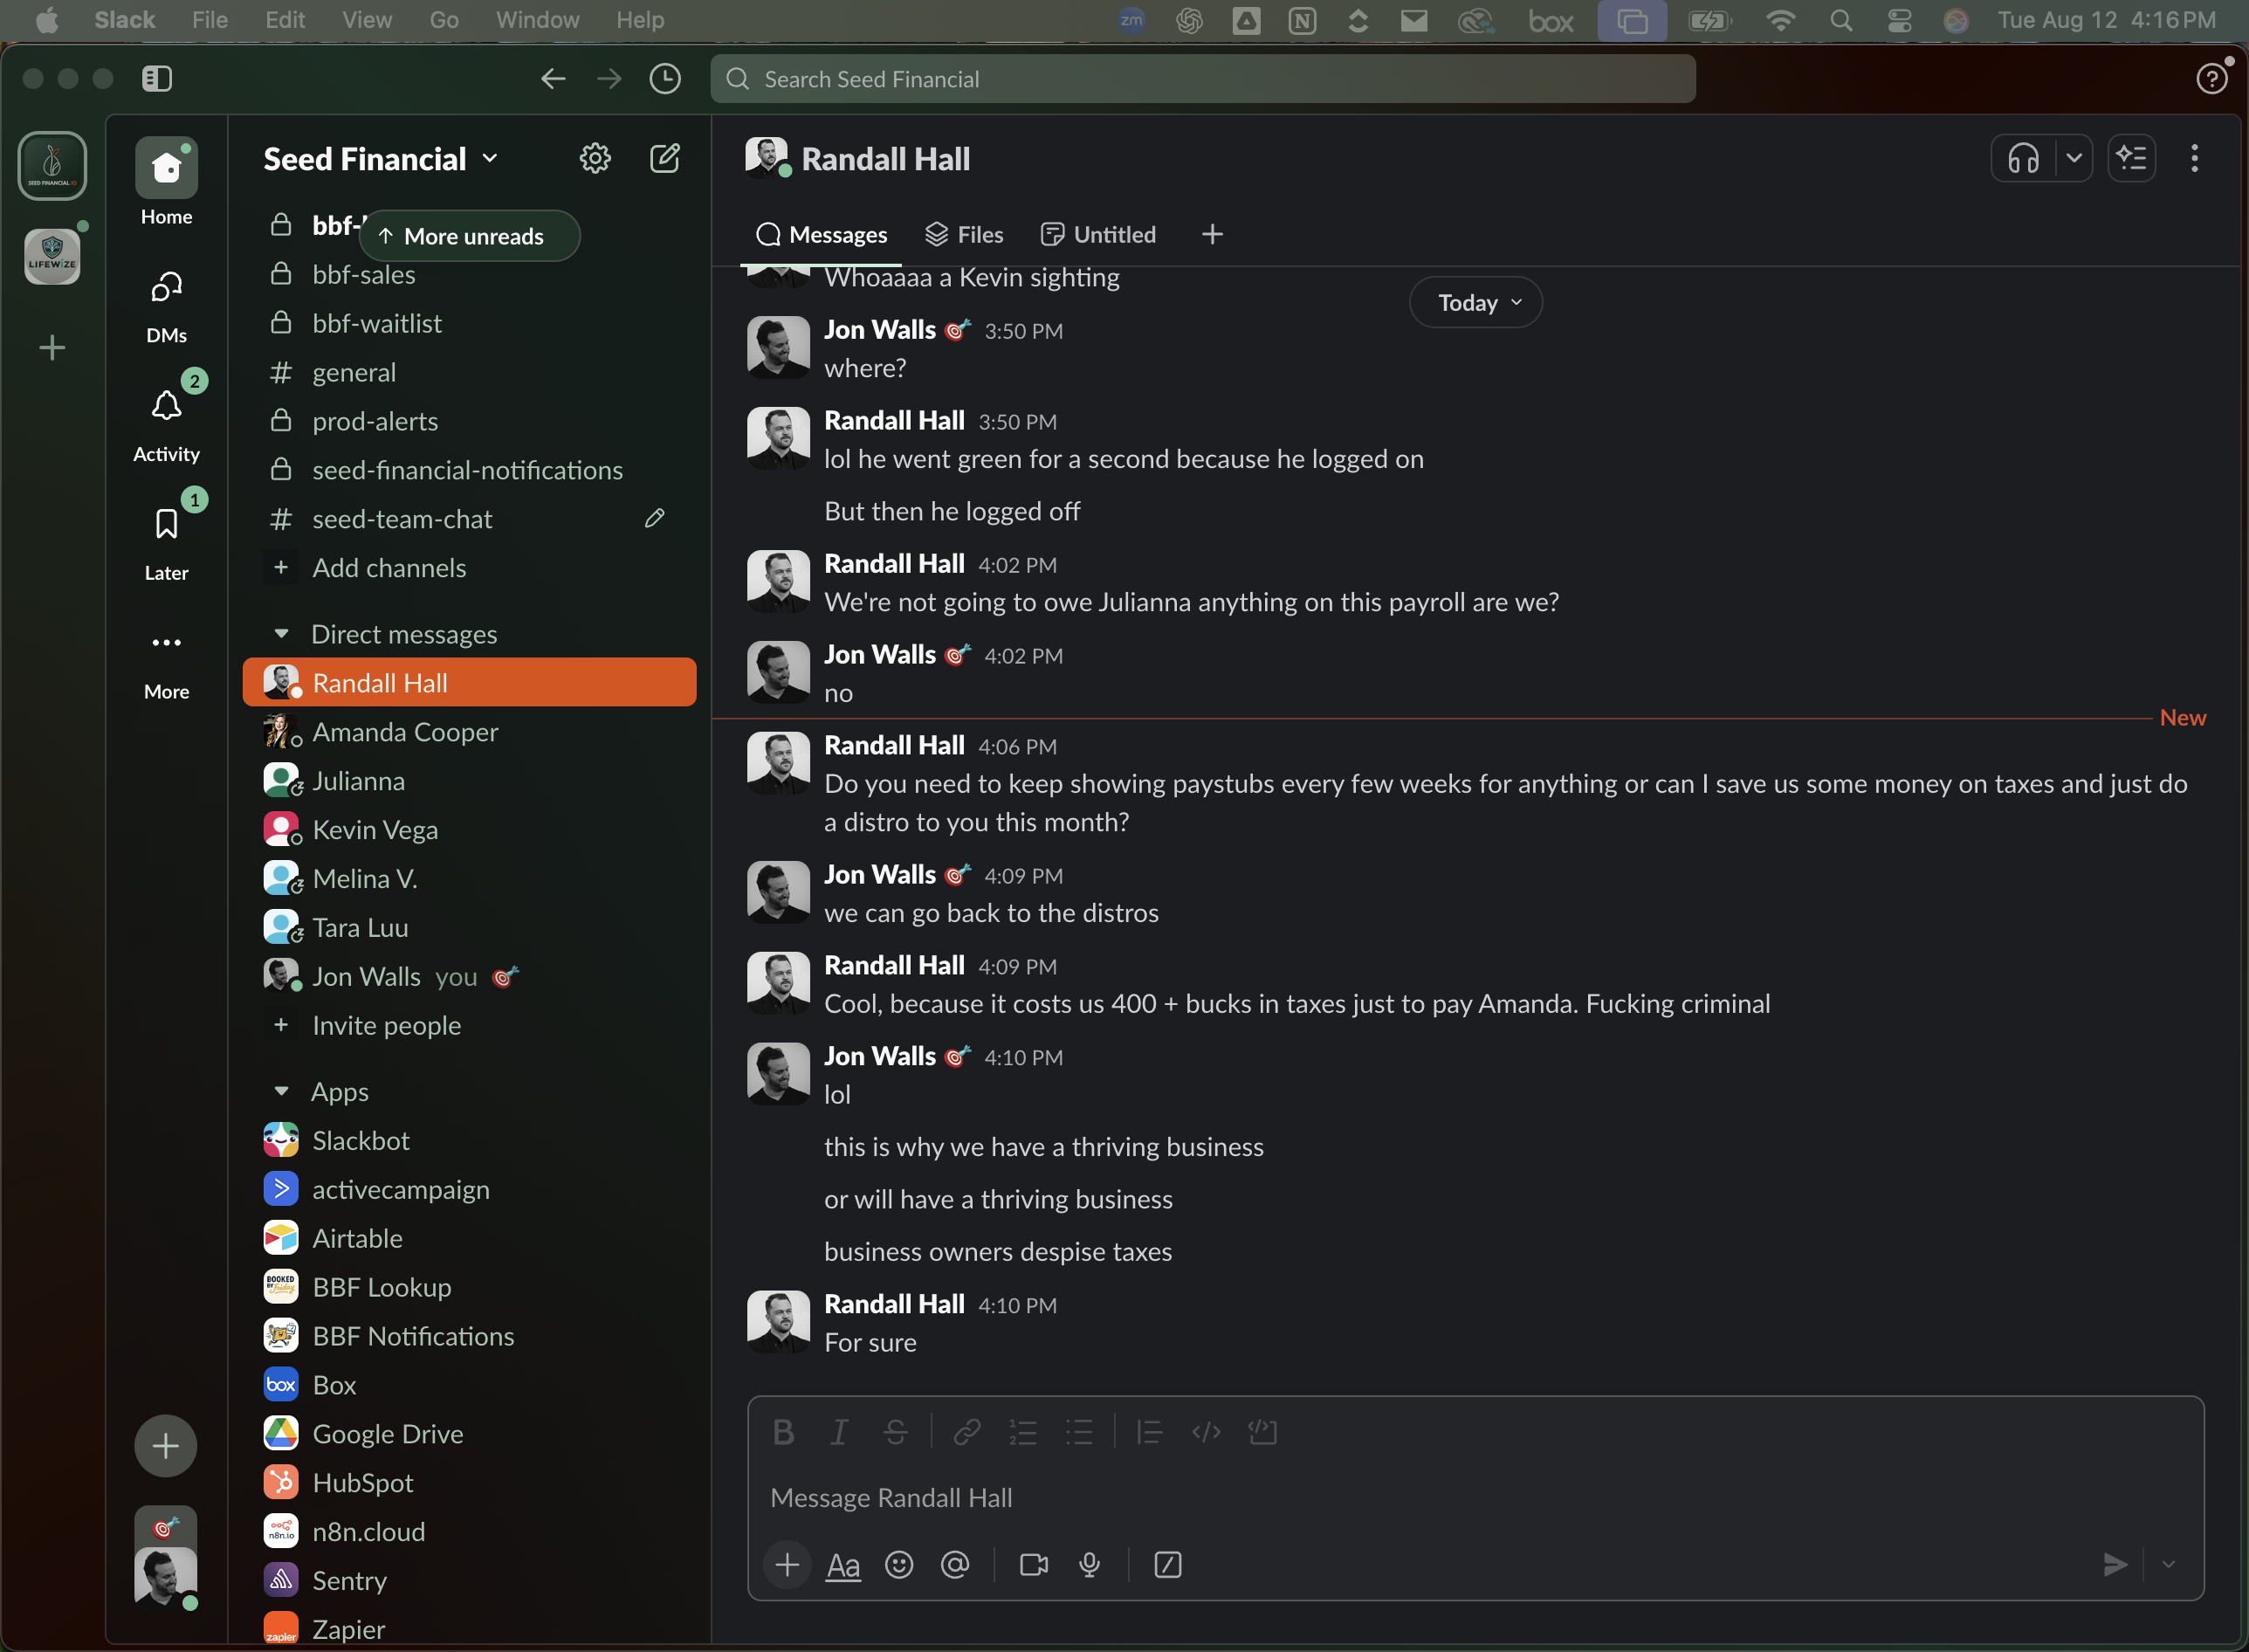 Slack File Edit View Go Window Help
zm
N
box
Tue Aug 12 4:16 PM
Search Seed Financial
SEED FINANCIAL.IO
LIFEWIZE
Home
DMs
2
Activity
1
Later
More
Seed Financial
bbf-
More unreads
bbf-sales
bbf-waitlist
# general
prod-alerts
seed-financial-notifications
# seed-team-chat
+ Add channels
Direct messages
Randall Hall
Amanda Cooper
Julianna
Kevin Vega
Melina V.
Tara Luu
Jon Walls you
+ Invite people
Apps
Slackbot
activecampaign
Airtable
BOOKED BY Friday
BBF Lookup
BBF Notifications
box
Box
Google Drive
HubSpot
n8n.io
n8n.cloud
Sentry
zapier
Zapier
Randall Hall
Messages Files Untitled +
Today
Whoaaaa a Kevin sighting
Jon Walls 3:50 PM
where?
Randall Hall 3:50 PM
lol he went green for a second because he logged on
But then he logged off
Randall Hall 4:02 PM
We're not going to owe Julianna anything on this payroll are we?
Jon Walls 4:02 PM
no
New
Randall Hall 4:06 PM
Do you need to keep showing paystubs every few weeks for anything or can I save us some money on taxes and just do
a distro to you this month?
Jon Walls 4:09 PM
we can go back to the distros
Randall Hall 4:09 PM
Cool, because it costs us 400 + bucks in taxes just to pay Amanda. Fucking criminal
Jon Walls 4:10 PM
lol
this is why we have a thriving business
or will have a thriving business
business owners despise taxes
Randall Hall 4:10 PM
For sure
B I S
Message Randall Hall
+ Aa @